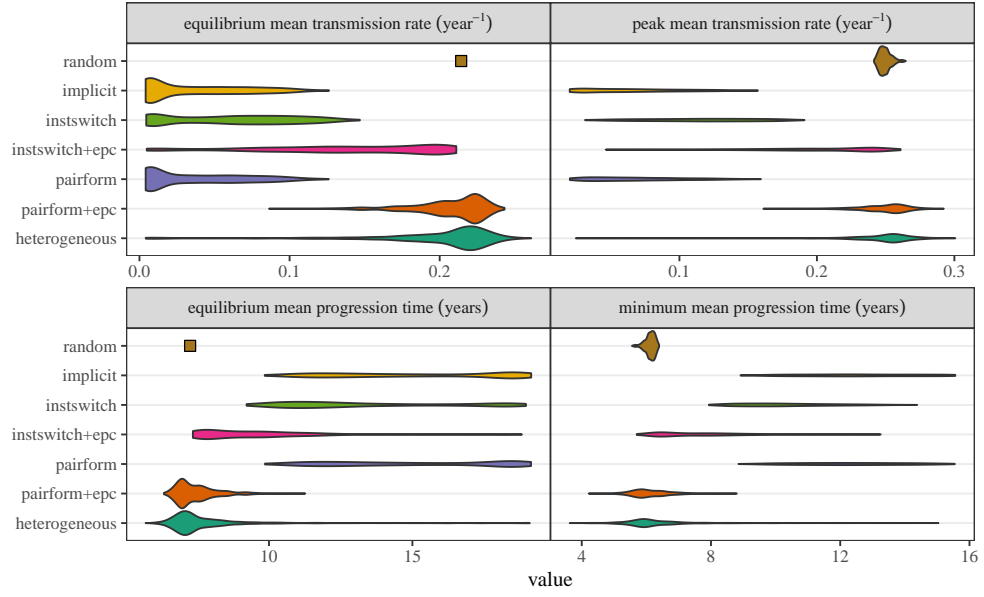 equilibrium mean transmission rate (year⁻¹)
peak mean transmission rate (year⁻¹)
random
implicit
instswitch
instswitch+epc
pairform
pairform+epc
heterogeneous
0.0 0.1 0.2
0.1 0.2 0.3
equilibrium mean progression time (years)
minimum mean progression time (years)
random
implicit
instswitch
instswitch+epc
pairform
pairform+epc
heterogeneous
10 15
4 8 12 16
value